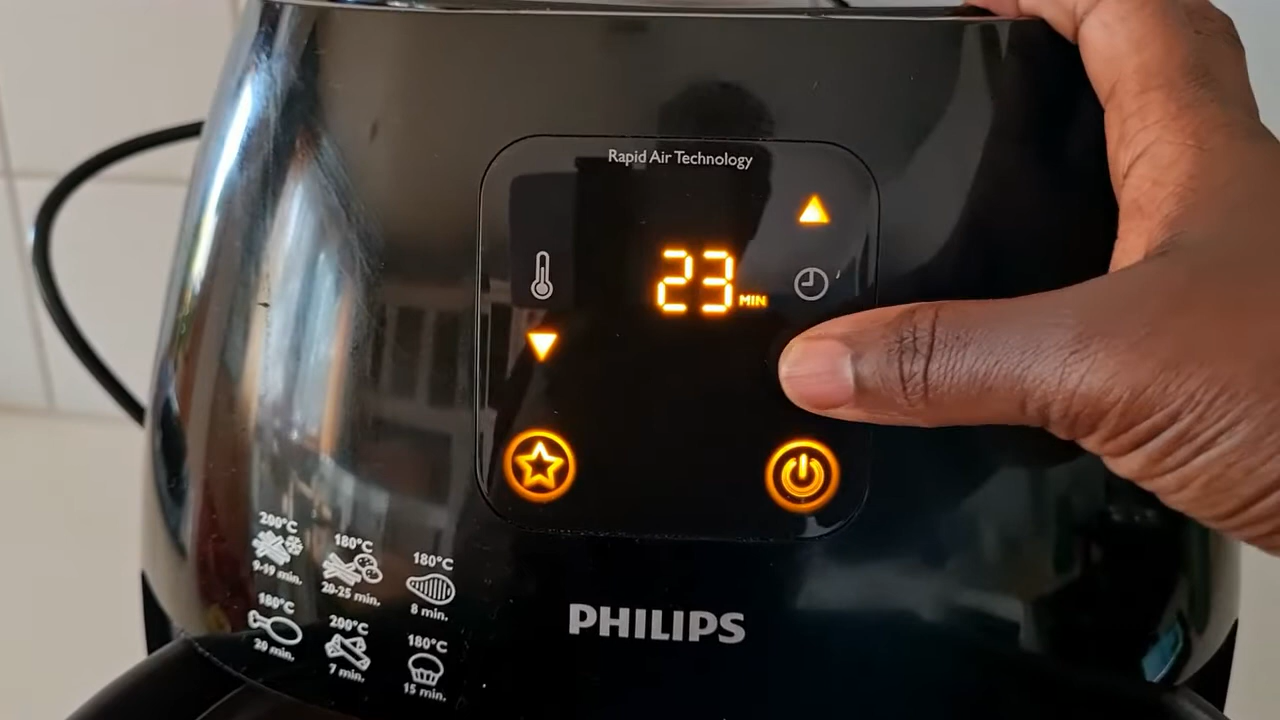 Rapid Air Technology
23 MIN
200°C
9-19 min.
180°C
20-25 min.
180°C
8 min.
180°C
20 min.
200°C
7 min.
180°C
15 min.
PHILIPS